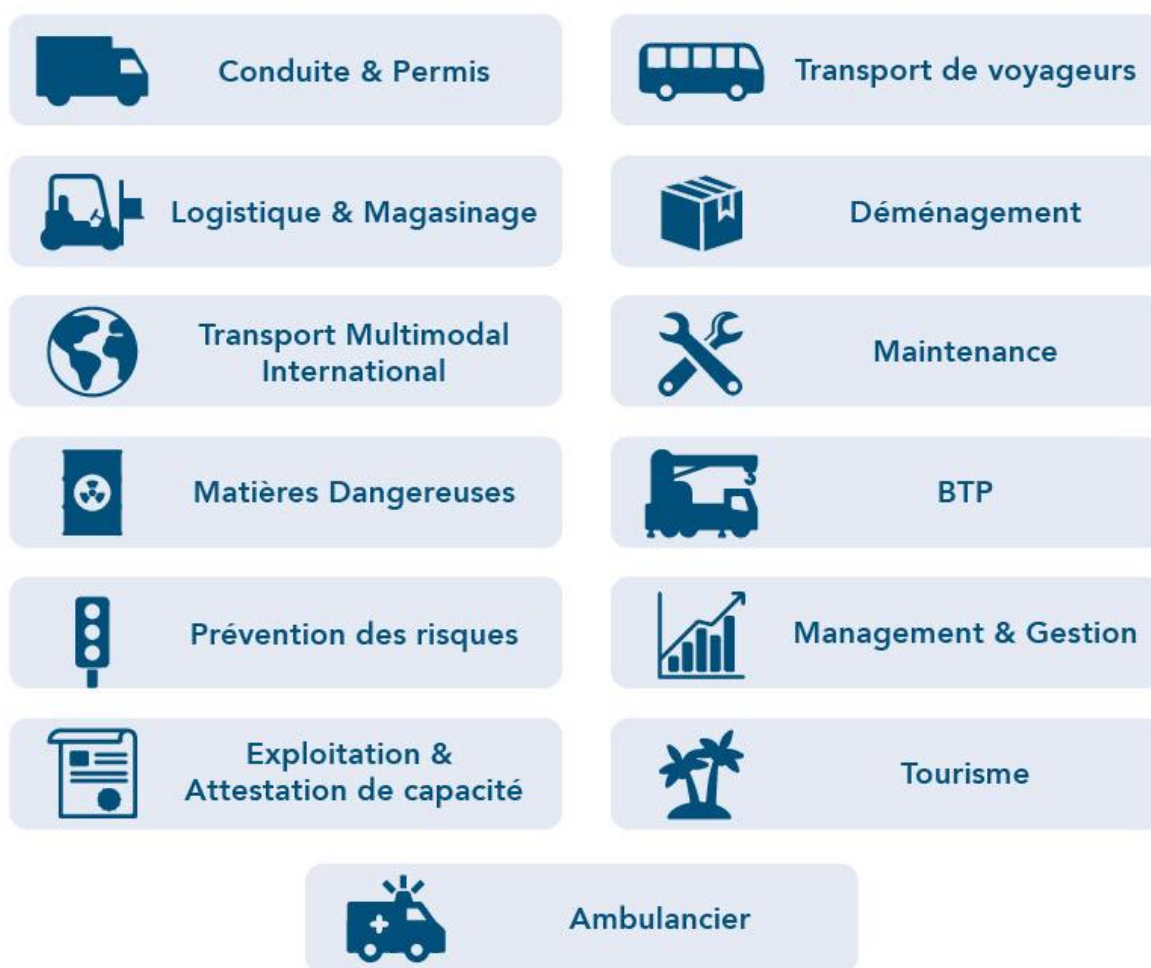 Conduite & Permis
Transport de voyageurs
Logistique & Magasinage
Déménagement
Transport Multimodal
International
Maintenance
Matières Dangereuses
BTP
Prévention des risques
Management & Gestion
Exploitation &
Attestation de capacité
Tourisme
Ambulancier